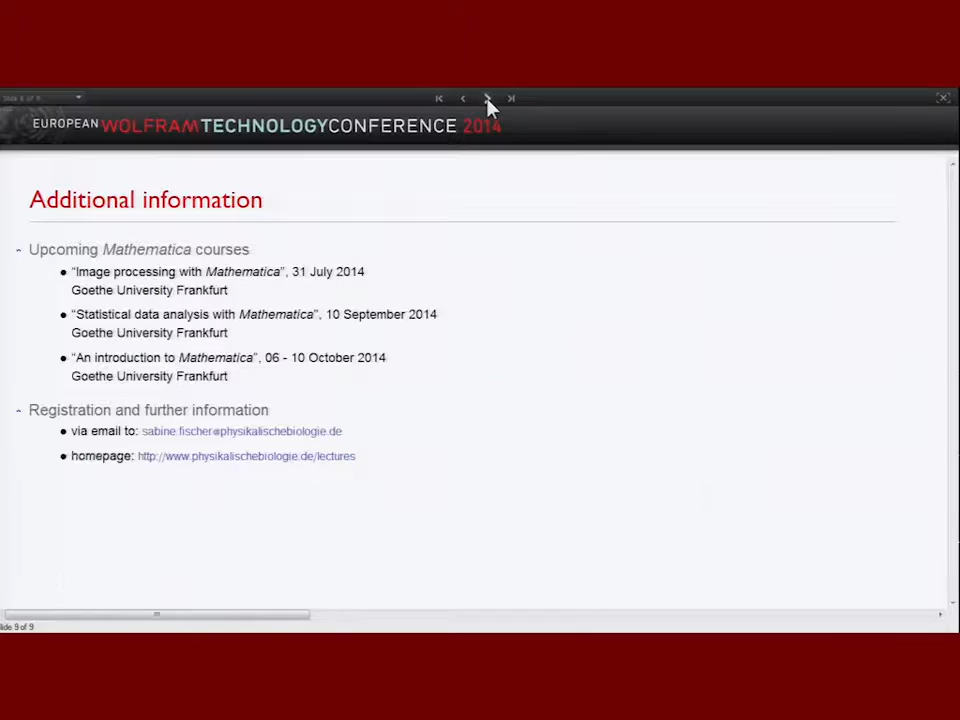 EUROPEAN WOLFRAM TECHNOLOGY CONFERENCE 2014
Additional information
Upcoming Mathematica courses
• “Image processing with Mathematica”, 31 July 2014
Goethe University Frankfurt
• “Statistical data analysis with Mathematica”, 10 September 2014
Goethe University Frankfurt
• “An introduction to Mathematica”, 06 - 10 October 2014
Goethe University Frankfurt
Registration and further information
• via email to: sabine.fischer@physikalischebiologie.de
• homepage: http://www.physikalischebiologie.de/lectures
lide 9 of 9